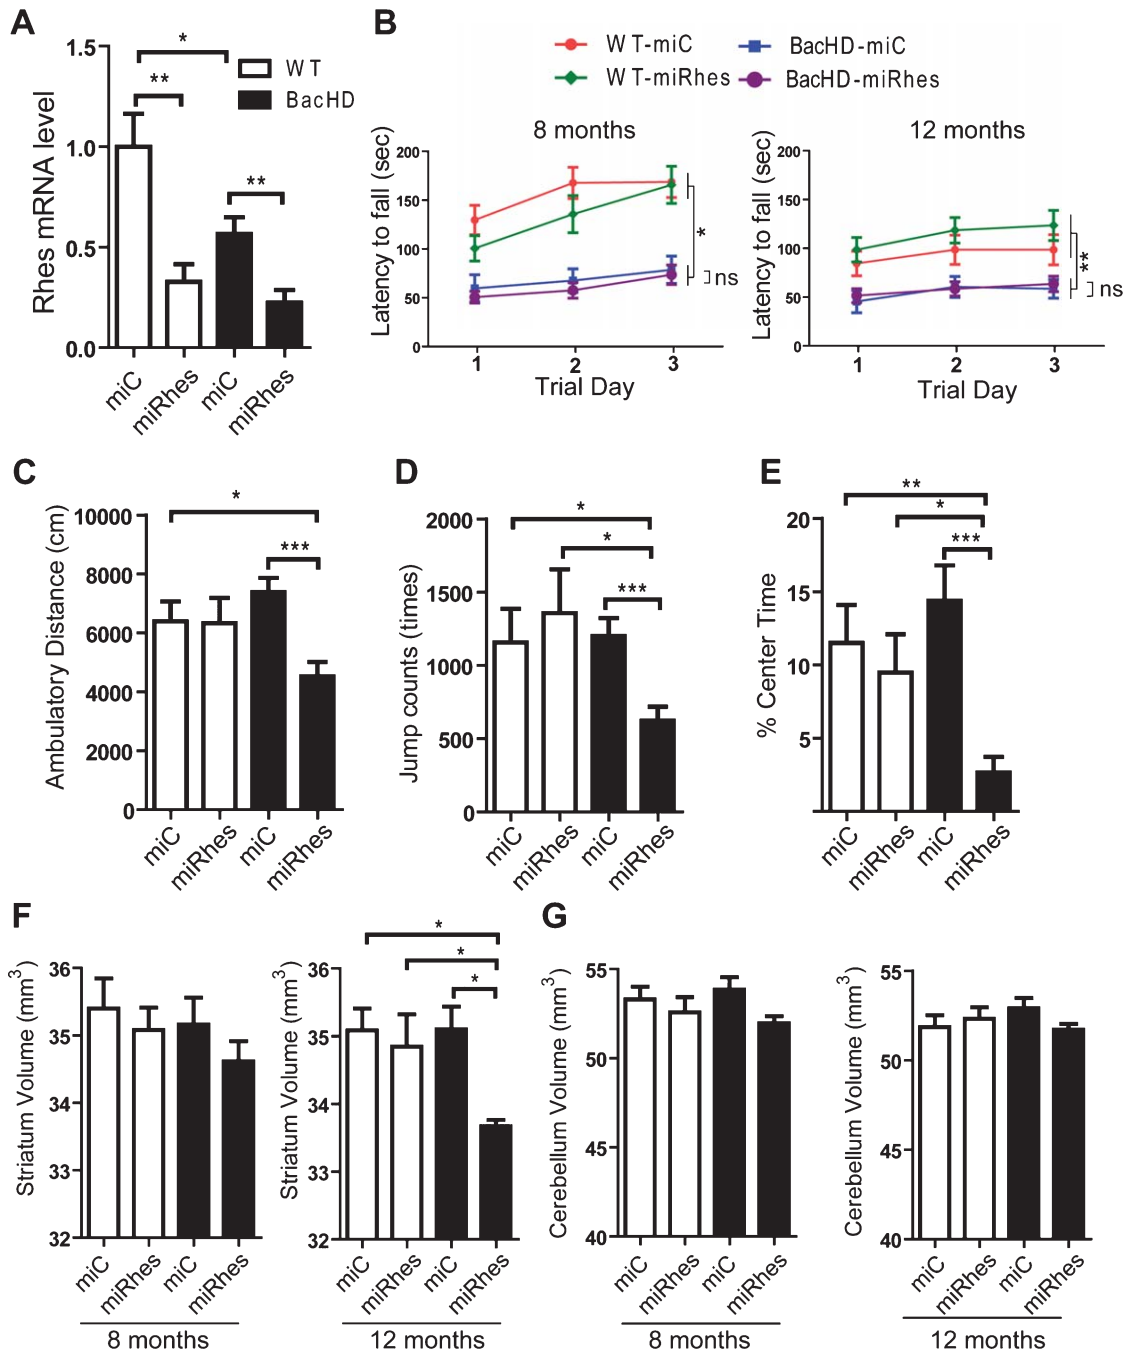 A
Rhes mRNA level
1.5
1.0
0.5
0.0
*
**
**
WT
BacHD
miC
miRhes
miC
miRhes
B
WT-miC
BacHD-miC
WT-miRhes
BacHD-miRhes
8 months
Latency to fall (sec)
200
150
100
50
0
*
ns
1 2 3
Trial Day
12 months
Latency to fall (sec)
200
150
100
50
0
**
ns
1 2 3
Trial Day
C
Ambulatory Distance (cm)
10000
8000
6000
4000
2000
0
*
***
miC
miRhes
miC
miRhes
D
Jump counts (times)
2000
1500
1000
500
0
*
*
***
miC
miRhes
miC
miRhes
E
% Center Time
20
15
10
5
**
*
***
miC
miRhes
miC
miRhes
F
Striatum Volume (mm3)
36
35
34
33
32
miC
miRhes
miC
miRhes
8 months
Striatum Volume (mm3)
36
35
34
33
32
*
*
*
miC
miRhes
miC
miRhes
12 months
G
Cerebellum Volume (mm3)
55
50
45
40
miC
miRhes
miC
miRhes
8 months
Cerebellum Volume (mm3)
55
50
45
40
miC
miRhes
miC
miRhes
12 months